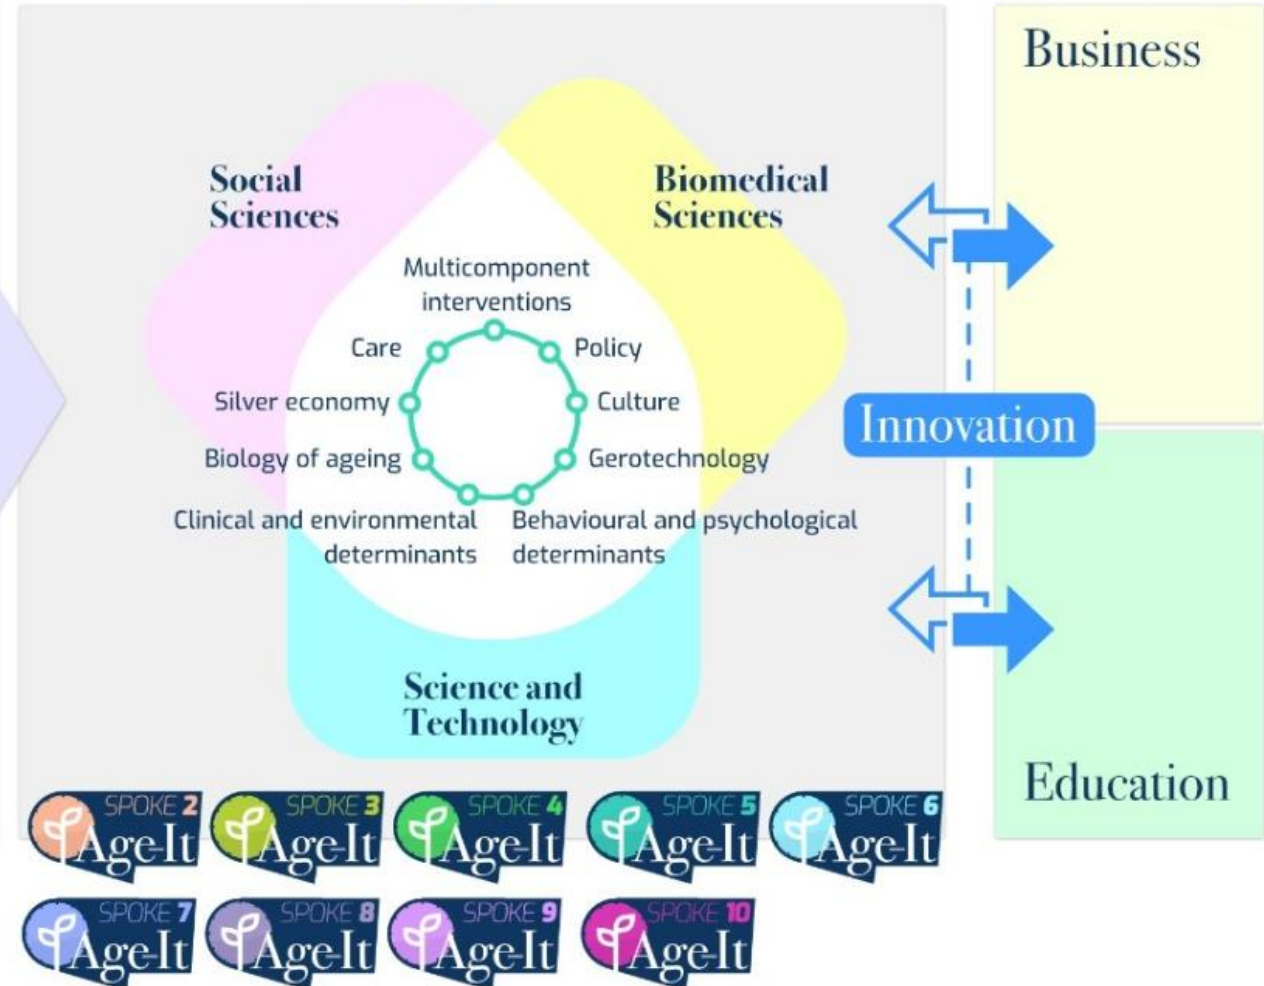 Business
Social
Sciences
Biomedical
Sciences
Multicomponent
interventions
Care
Policy
Silver economy
Culture
Innovation
Biology of ageing
Gerotechnology
Clinical and environmental
determinants
Behavioural and psychological
determinants
Science and
Technology
Education
SPOKE 2
Age-It
SPOKE 3
Age-It
SPOKE 4
Age-It
SPOKE 5
Age-It
SPOKE 6
Age-It
SPOKE 7
Age-It
SPOKE 8
Age-It
SPOKE 9
Age-It
SPOKE 10
Age-It